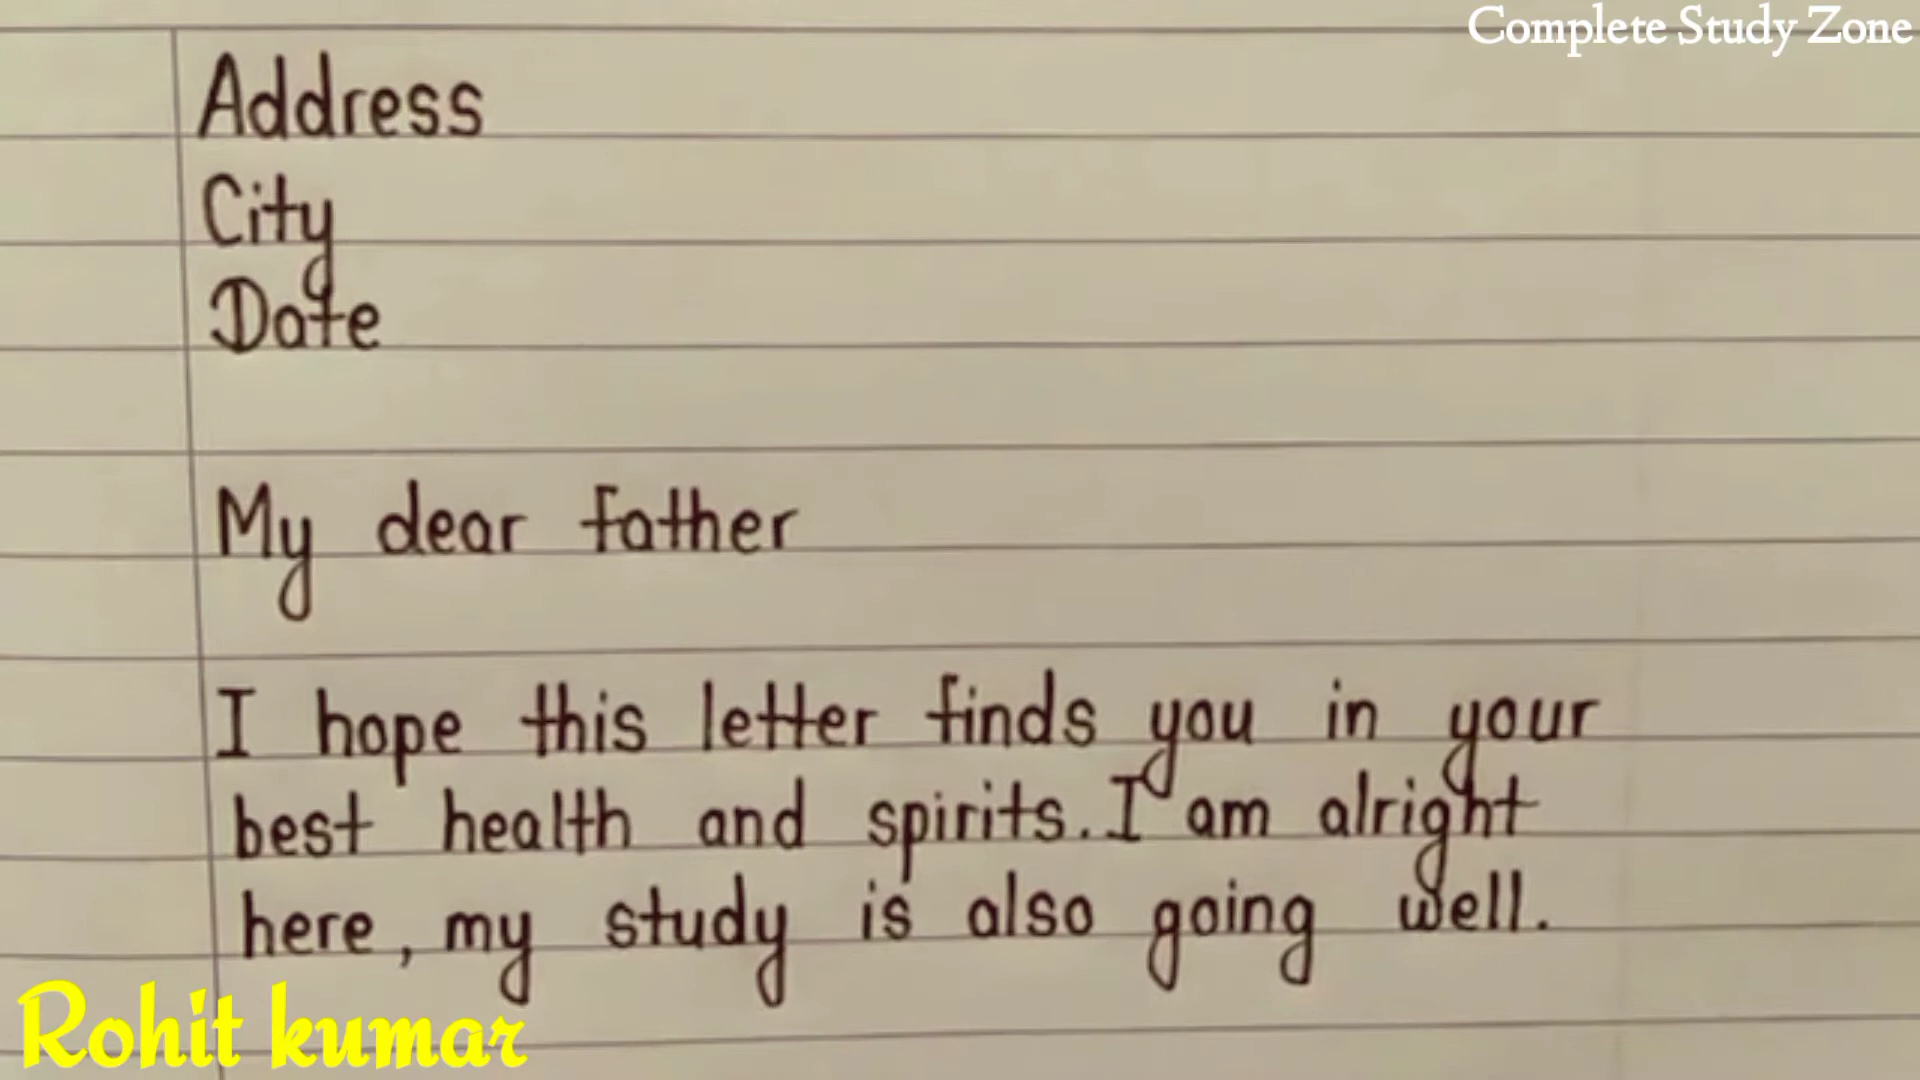 Complete Study Zone
Address
City
Date
My dear father
I hope this letter finds you in your
best health and spirits. I am alright
here, my study is also going well.
Rohit kumar